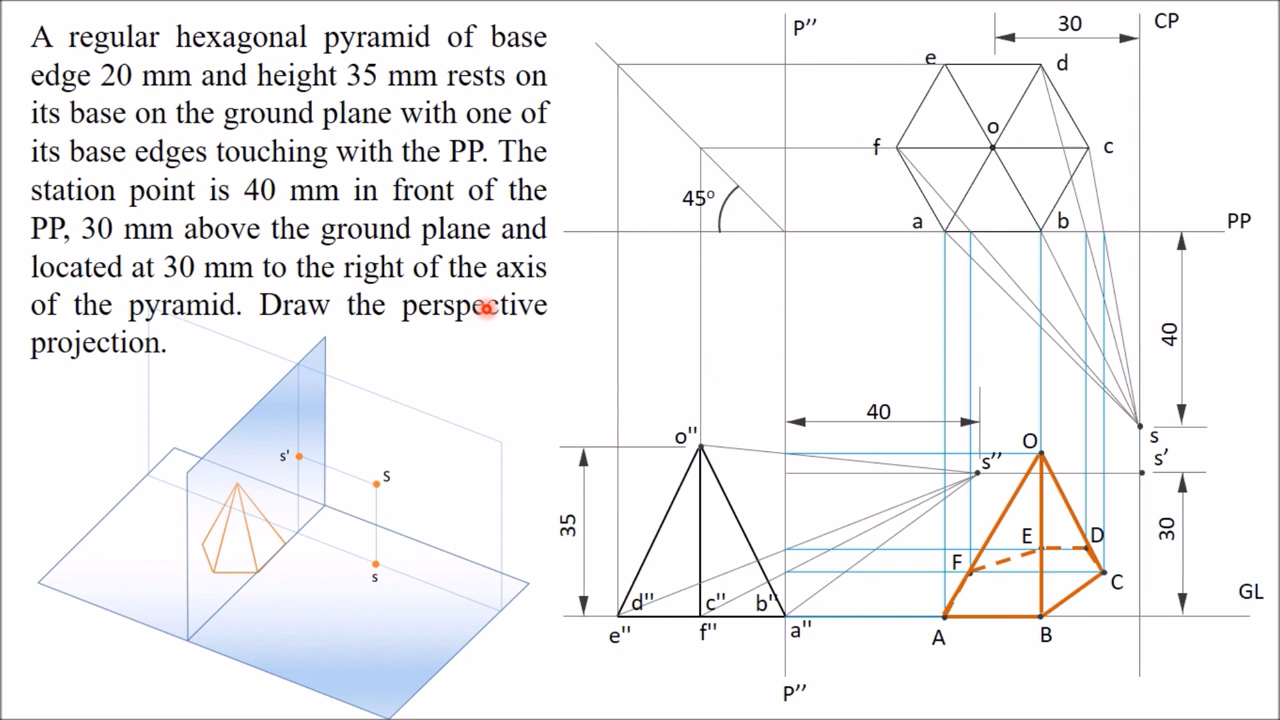 A regular hexagonal pyramid of base
edge 20 mm and height 35 mm rests on
its base on the ground plane with one of
its base edges touching with the PP. The
station point is 40 mm in front of the
PP, 30 mm above the ground plane and
located at 30 mm to the right of the axis
of the pyramid. Draw the perspective
projection.
s'
S
s
P’’
30
CP
e
d
o
f
c
45º
a
b
PP
40
40
s
o"
O
s’’
s’
35
30
E
D
F
C
d"
c"
b"
GL
e"
f"
a"
A
B
P’’